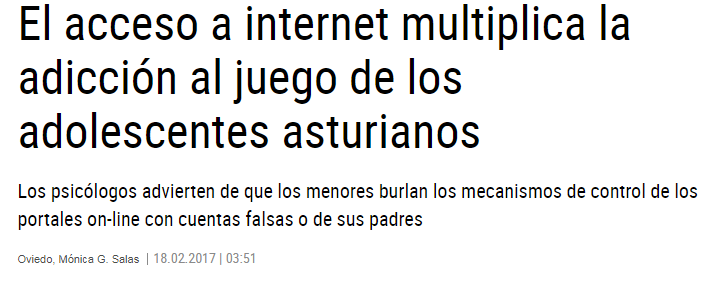 El acceso a internet multiplica la
adicción al juego de los
adolescentes asturianos
Los psicólogos advierten de que los menores burlan los mecanismos de control de los
portales on-line con cuentas falsas o de sus padres
Oviedo, Mónica G. Salas | 18.02.2017 | 03:51